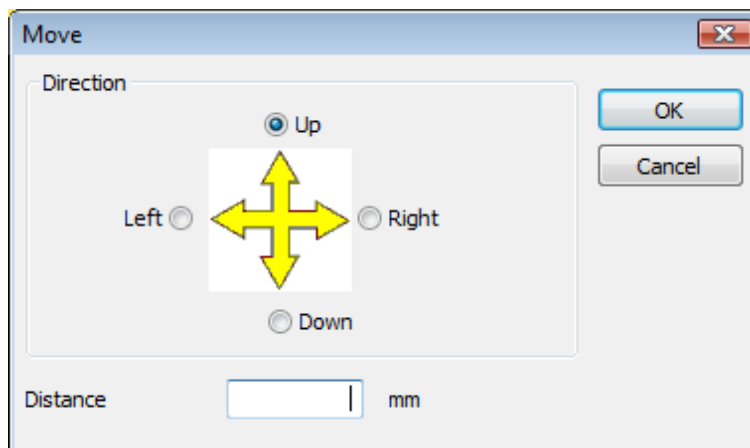 Move
Direction
Up
OK
Cancel
Left
Right
Down
Distance mm